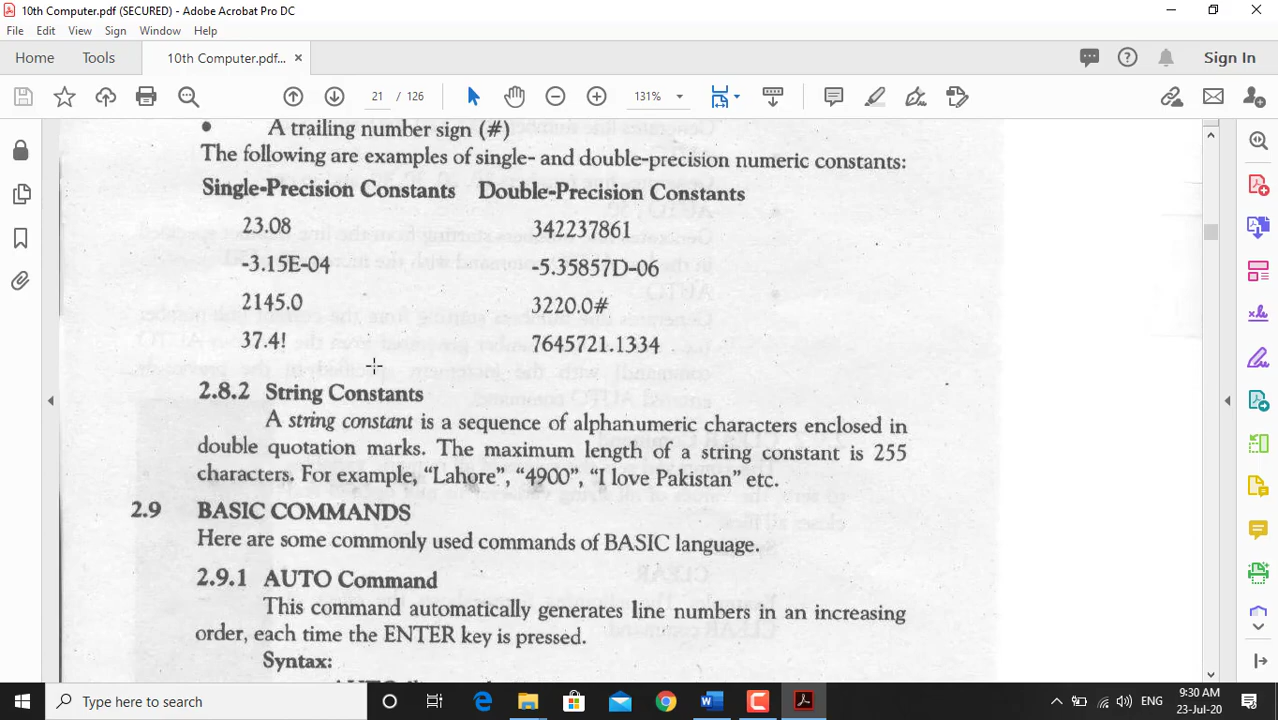 10th Computer.pdf (SECURED) - Adobe Acrobat Pro DC
File Edit View Sign Window Help
Home Tools 10th Computer.pdf... × Sign In
21 / 126 131%
• A trailing number sign (#)
The following are examples of single- and double-precision numeric constants:
Single-Precision Constants Double-Precision Constants
23.08 342237861
-3.15E-04 -5.35857D-06
2145.0 3220.0#
37.4! 7645721.1334
2.8.2 String Constants
A string constant is a sequence of alphanumeric characters enclosed in
double quotation marks. The maximum length of a string constant is 255
characters. For example, “Lahore”, “4900”, “I love Pakistan” etc.
2.9 BASIC COMMANDS
Here are some commonly used commands of BASIC language.
2.9.1 AUTO Command
This command automatically generates line numbers in an increasing
order, each time the ENTER key is pressed.
Syntax:
Type here to search
ENG
9:30 AM
23-Jul-20